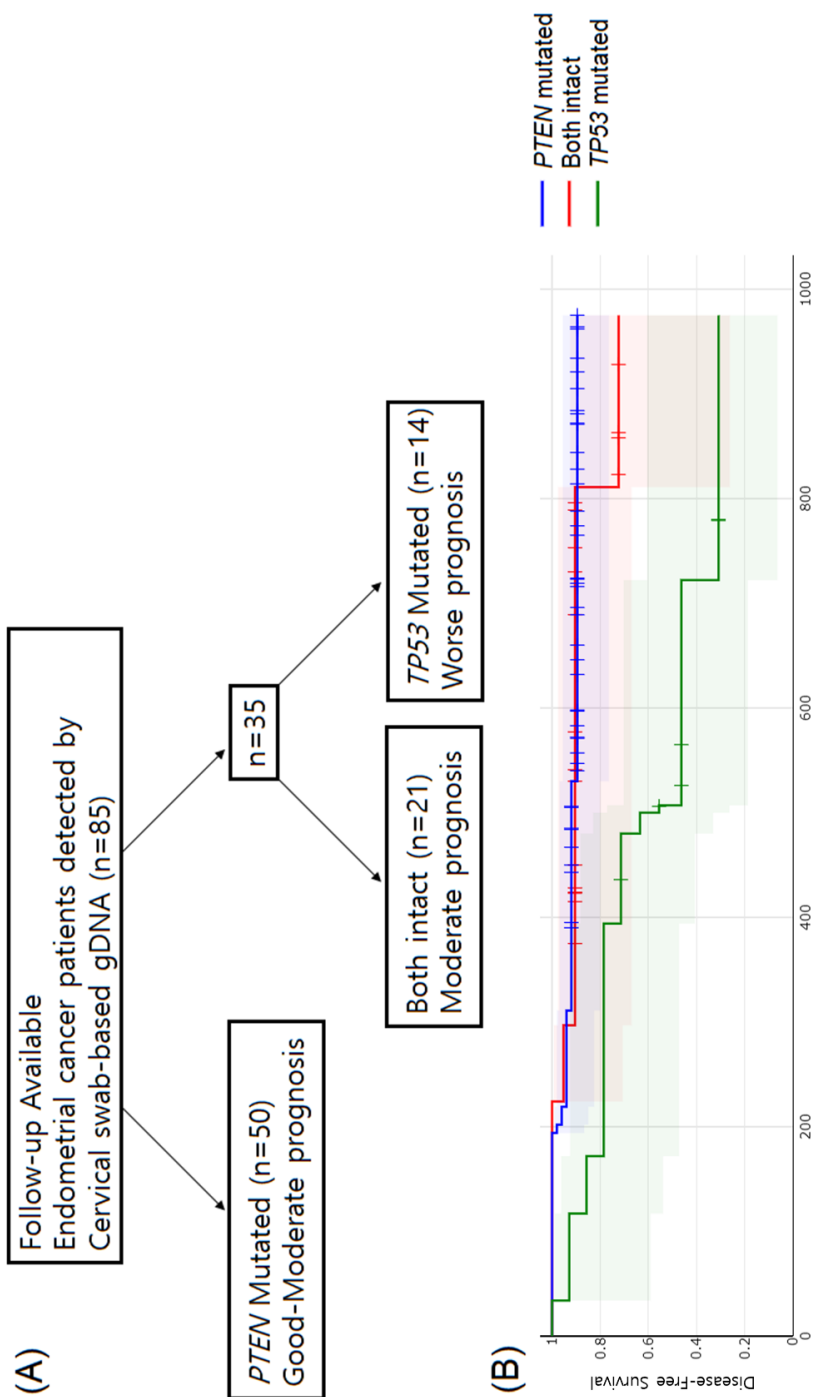 (A)
Follow-up Available
Endometrial cancer patients detected by
Cervical swab-based gDNA (n=85)
PTEN Mutated (n=50)
Good-Moderate prognosis
n=35
Both intact (n=21)
Moderate prognosis
TP53 Mutated (n=14)
Worse prognosis
(B)
PTEN mutated
Both intact
TP53 mutated
Disease-Free Survival
1
0.8
0.6
0.4
0.2
0
0
200
400
600
800
1000